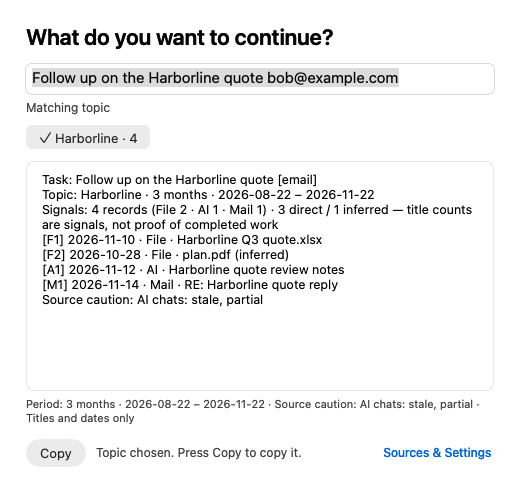 What do you want to continue?
Follow up on the Harborline quote bob@example.com
Matching topic
✓ Harborline · 4
Task: Follow up on the Harborline quote [email]
Topic: Harborline · 3 months · 2026-08-22 – 2026-11-22
Signals: 4 records (File 2 · AI 1 · Mail 1) · 3 direct / 1 inferred — title counts
are signals, not proof of completed work
[F1] 2026-11-10 · File · Harborline Q3 quote.xlsx
[F2] 2026-10-28 · File · plan.pdf (inferred)
[A1] 2026-11-12 · AI · Harborline quote review notes
[M1] 2026-11-14 · Mail · RE: Harborline quote reply
Source caution: AI chats: stale, partial
Period: 3 months · 2026-08-22 – 2026-11-22 · Source caution: AI chats: stale, partial ·
Titles and dates only
Copy
Topic chosen. Press Copy to copy it.
Sources & Settings